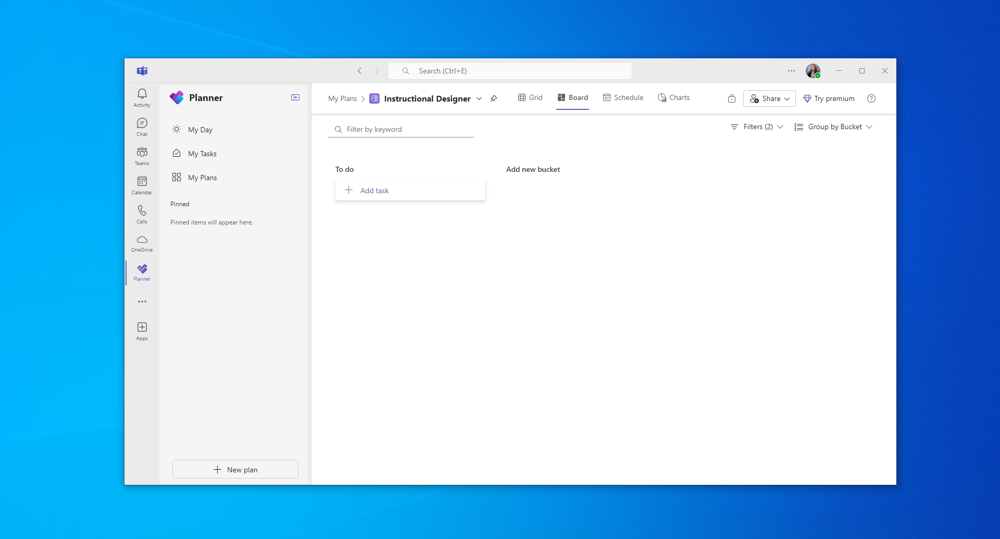 Search (Ctrl+E)
Activity
Chat
Teams
Calendar
Calls
OneDrive
Planner
Apps
Planner
My Day
My Tasks
My Plans
Pinned
Pinned items will appear here.
New plan
My Plans Instructional Designer Grid Board Schedule Charts Share Try premium
Filter by keyword Filters (2) Group by Bucket
To do Add new bucket
Add task